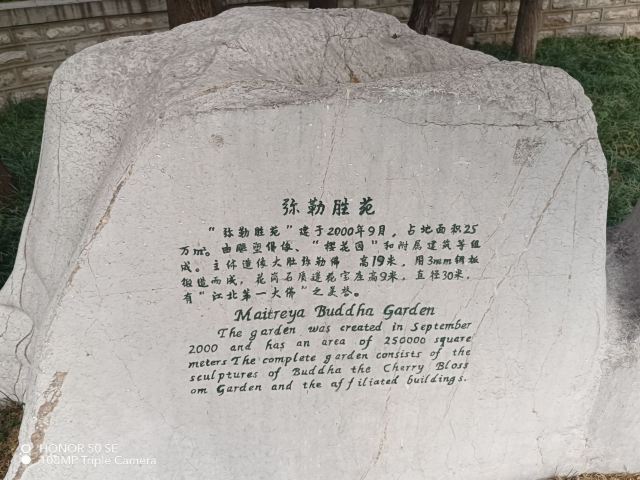 弥勒胜苑
“弥勒胜苑”建于2000年9月，占地面积25
万m²。由雕塑佛像、“樱花园”和附属建筑等组
成。主体造像大肚弥勒佛 高19米，用3mm铜板
锻造而成，花岗石质莲花宝座高9米，直径30米，
有“江北第一大佛”之美誉。
Maitreya Buddha Garden
The garden was created in September
2000 and has an area of 250000 square
meters The complete garden consists of the
sculptures of Buddha the Cherry Bloss
om Garden and the affiliated buildings.
HONOR 50 SE
108MP Triple Camera